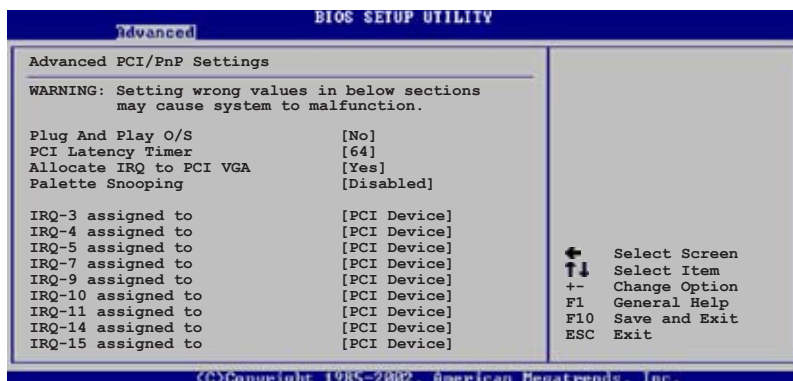 BIOS SETUP UTILITY
Advanced
Advanced PCI/PnP Settings
WARNING: Setting wrong values in below sections
may cause system to malfunction.
Plug And Play O/S [No]
PCI Latency Timer [64]
Allocate IRQ to PCI VGA [Yes]
Palette Snooping [Disabled]
IRQ-3 assigned to [PCI Device]
IRQ-4 assigned to [PCI Device]
IRQ-5 assigned to [PCI Device]
IRQ-7 assigned to [PCI Device]
IRQ-9 assigned to [PCI Device]
IRQ-10 assigned to [PCI Device]
IRQ-11 assigned to [PCI Device]
IRQ-14 assigned to [PCI Device]
IRQ-15 assigned to [PCI Device]
← Select Screen
↑↓ Select Item
+- Change Option
F1 General Help
F10 Save and Exit
ESC Exit
(C)Copyright 1985-2002, American Megatrends, Inc.